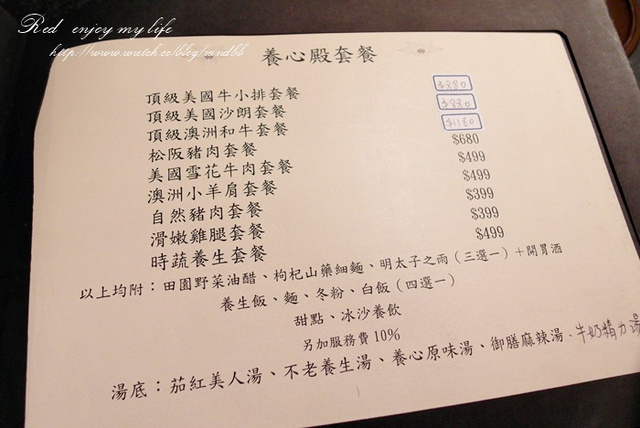 Red enjoy my life
http://www.wretch.cc/blog/mindbb
養心殿套餐
頂級美國牛小排套餐 $880
頂級美國沙朗套餐 $880
頂級澳洲和牛套餐 $1180
松阪豬肉套餐 $680
美國雪花牛肉套餐 $499
澳洲小羊肩套餐 $499
自然豬肉套餐 $399
滑嫩雞腿套餐 $399
時蔬養生套餐 $499
以上均附：田園野菜油醋、枸杞山藥細麵、明太子之雨（三選一）＋開胃酒
養生飯、麵、冬粉、白飯（四選一）
甜點、冰沙養飲
另加服務費10%
湯底：茄紅美人湯、不老養生湯、養心原味湯、御膳麻辣湯．牛奶精力湯